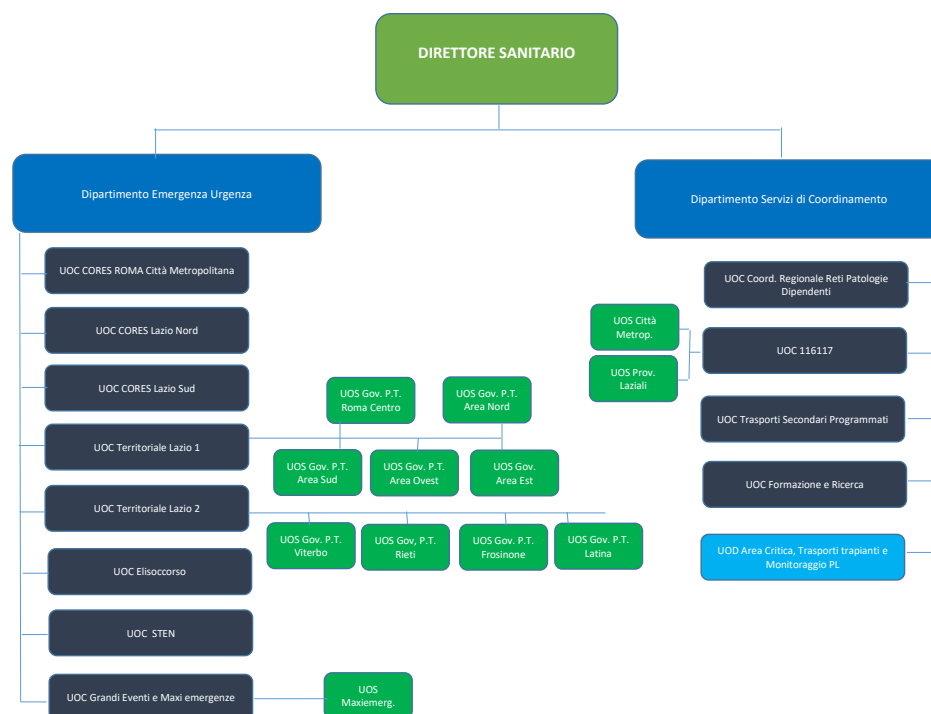 DIRETTORE SANITARIO
Dipartimento Emergenza Urgenza
Dipartimento Servizi di Coordinamento
UOC CORES ROMA Città Metropolitana
UOC CORES Lazio Nord
UOC CORES Lazio Sud
UOC Territoriale Lazio 1
UOS Gov. P.T.
Roma Centro
UOS Gov. P.T.
Area Nord
UOS Gov. P.T.
Area Sud
UOS Gov. P.T.
Area Ovest
UOS Gov.
Area Est
UOC Territoriale Lazio 2
UOS Gov. P.T.
Viterbo
UOS Gov, P.T.
Rieti
UOS Gov. P.T.
Frosinone
UOS Gov. P.T.
Latina
UOC Elisoccorso
UOC STEN
UOC Grandi Eventi e Maxi emergenze
UOS
Maxiemerg.
UOC Coord. Regionale Reti Patologie
Dipendenti
UOS Città
Metrop.
UOS Prov.
Laziali
UOC 116117
UOC Trasporti Secondari Programmati
UOC Formazione e Ricerca
UOD Area Critica, Trasporti trapianti e
Monitoraggio PL